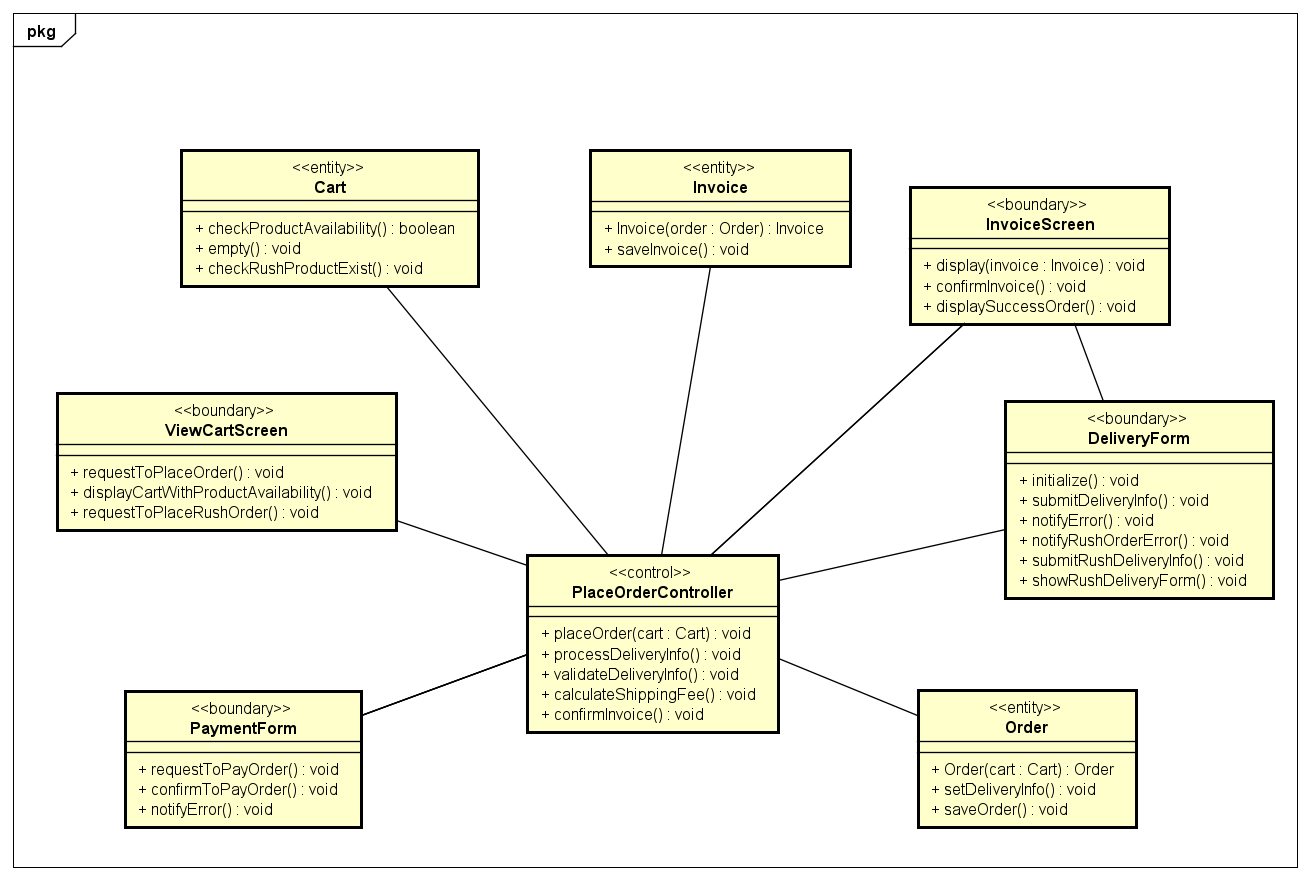 pkg
<<entity>>
Cart
+ checkProductAvailability() : boolean
+ empty() : void
+ checkRushProductExist() : void
<<entity>>
Invoice
+ Invoice(order : Order) : Invoice
+ saveInvoice() : void
<<boundary>>
InvoiceScreen
+ display(invoice : Invoice) : void
+ confirmInvoice() : void
+ displaySuccessOrder() : void
<<boundary>>
ViewCartScreen
+ requestToPlaceOrder() : void
+ displayCartWithProductAvailability() : void
+ requestToPlaceRushOrder() : void
<<boundary>>
DeliveryForm
+ initialize() : void
+ submitDeliveryInfo() : void
+ notifyError() : void
+ notifyRushOrderError() : void
+ submitRushDeliveryInfo() : void
+ showRushDeliveryForm() : void
<<control>>
PlaceOrderController
+ placeOrder(cart : Cart) : void
+ processDeliveryInfo() : void
+ validateDeliveryInfo() : void
+ calculateShippingFee() : void
+ confirmInvoice() : void
<<boundary>>
PaymentForm
+ requestToPayOrder() : void
+ confirmToPayOrder() : void
+ notifyError() : void
<<entity>>
Order
+ Order(cart : Cart) : Order
+ setDeliveryInfo() : void
+ saveOrder() : void